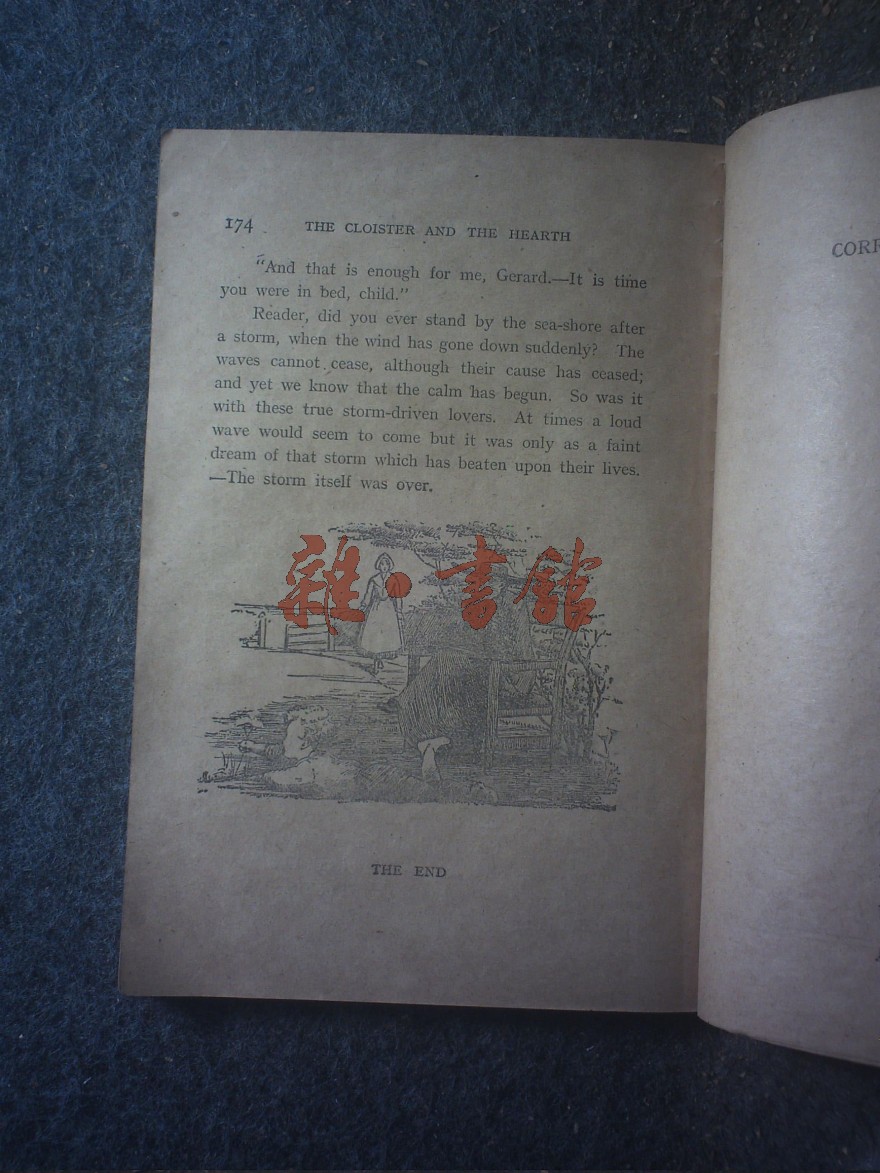 174 THE CLOISTER AND THE HEARTH
"And that is enough for me, Gerard.—It is time
you were in bed, child."
Reader, did you ever stand by the sea-shore after
a storm, when the wind has gone down suddenly? The
waves cannot cease, although their cause has ceased;
and yet we know that the calm has begun. So was it
with these true storm-driven lovers. At times a loud
wave would seem to come but it was only as a faint
dream of that storm which has beaten upon their lives.
—The storm itself was over.
雜·書館
THE END
CORR